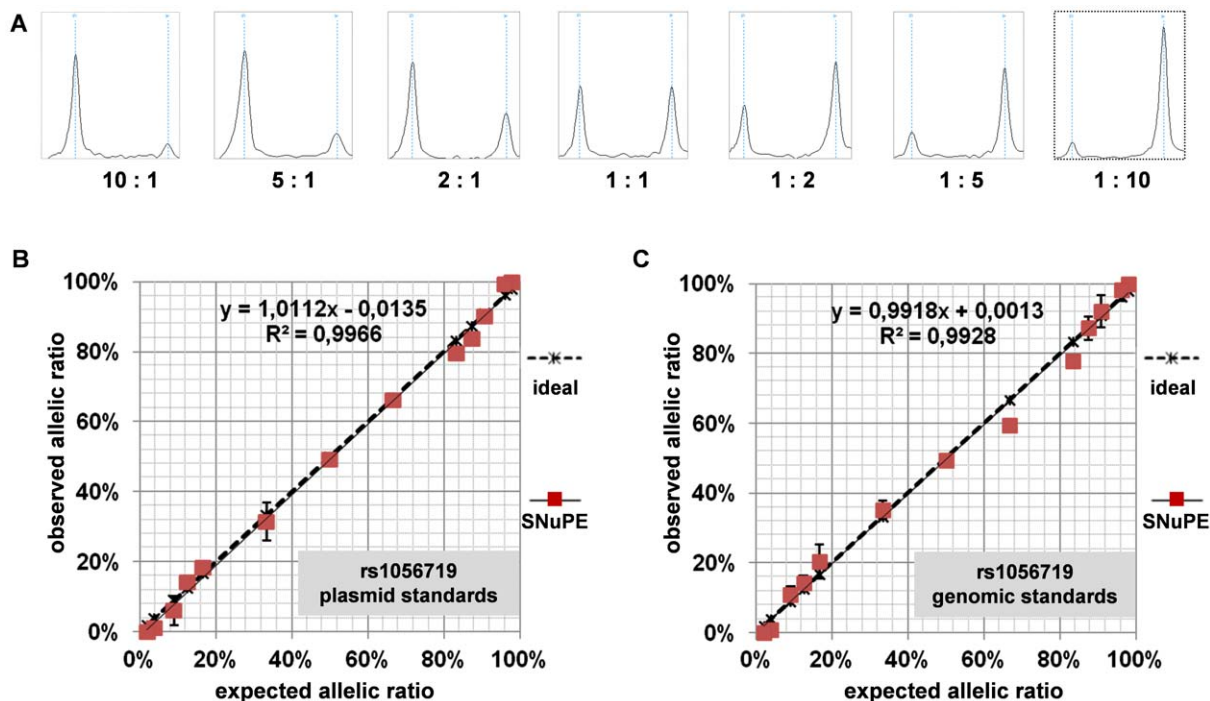 A
10 : 1
5 : 1
2 : 1
1 : 1
1 : 2
1 : 5
1 : 10
B
100%
80%
60%
40%
20%
0%
observed allelic ratio
y = 1,0112x - 0,0135
R² = 0,9966
ideal
SNuPE
rs1056719
plasmid standards
0%
20%
40%
60%
80%
100%
expected allelic ratio
C
100%
80%
60%
40%
20%
0%
observed allelic ratio
y = 0,9918x + 0,0013
R² = 0,9928
ideal
SNuPE
rs1056719
genomic standards
0%
20%
40%
60%
80%
100%
expected allelic ratio